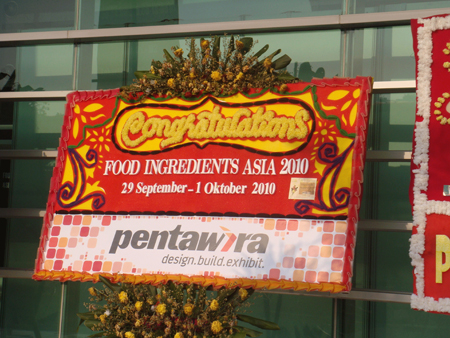 Congratulations
FOOD INGREDIENTS ASIA 2010
29 September - 1 Oktober 2010
pentawira
design.build.exhibit.
P